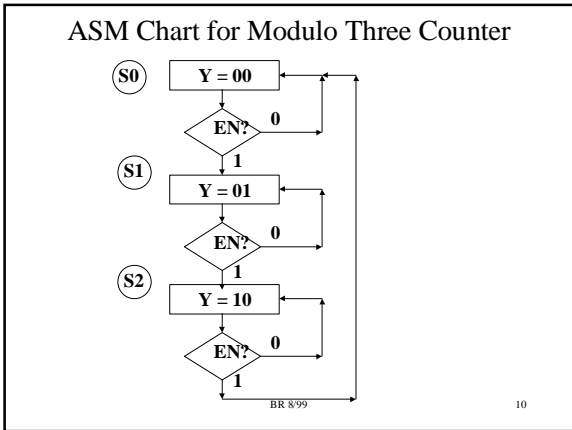 ASM Chart for Modulo Three Counter
S0
Y = 00
EN?
0
1
S1
Y = 01
EN?
0
1
S2
Y = 10
EN?
0
1
BR 8/99
10